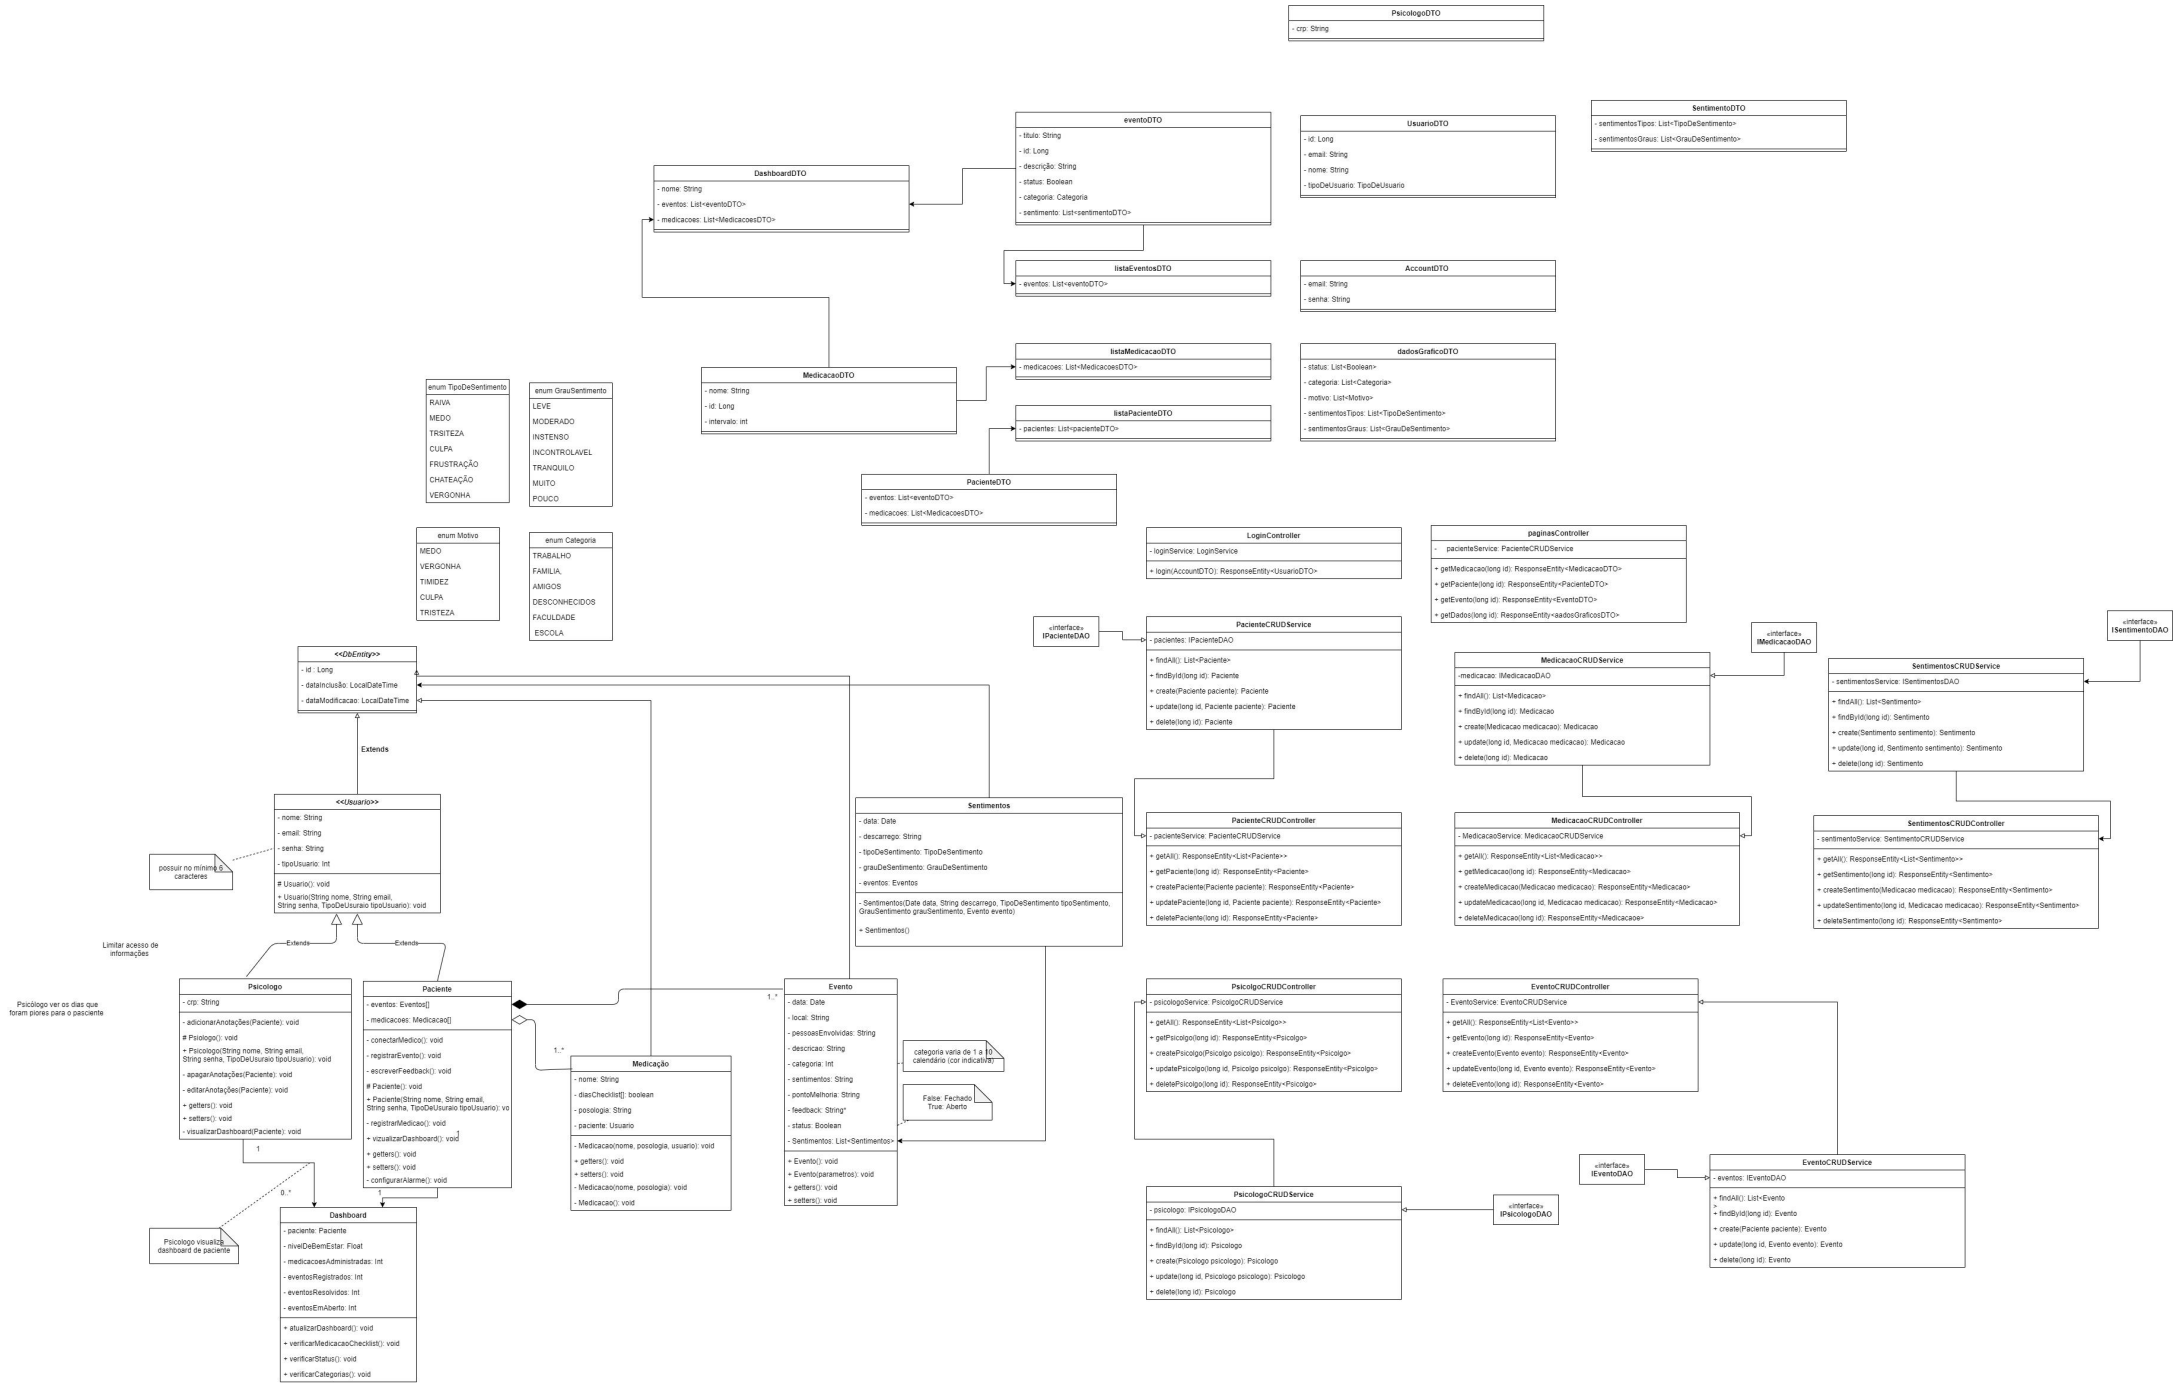 PsicologoDTO
- crp: String
SentimentoDTO
- sentimentosTipos: List<TipoDeSentimento>
- sentimentosGraus: List<GrauDeSentimento>
eventoDTO
- titulo: String
- id: Long
- descrição: String
- status: Boolean
- categoria: Categoria
- sentimento: List<sentimentoDTO>
UsuarioDTO
- id: Long
- email: String
- nome: String
- tipoDeUsuario: TipoDeUsuario
DashboardDTO
- nome: String
- eventos: List<eventoDTO>
- medicacoes: List<MedicacoesDTO>
listaEventosDTO
- eventos: List<eventoDTO>
AccountDTO
- email: String
- senha: String
listaMedicacaoDTO
- medicacoes: List<MedicacoesDTO>
dadosGraficoDTO
- status: List<Boolean>
- categoria: List<Categoria>
- motivo: List<Motivo>
- sentimentosTipos: List<TipoDeSentimento>
- sentimentosGraus: List<GrauDeSentimento>
MedicacaoDTO
- nome: String
- id: Long
- intervalo: int
listaPacienteDTO
- pacientes: List<pacienteDTO>
PacienteDTO
- eventos: List<eventoDTO>
- medicacoes: List<MedicacoesDTO>
enum TipoDeSentimento
RAIVA
MEDO
TRSITEZA
CULPA
FRUSTRAÇÃO
CHATEAÇÃO
VERGONHA
enum GrauSentimento
LEVE
MODERADO
INSTENSO
INCONTROLAVEL
TRANQUILO
MUITO
POUCO
enum Motivo
MEDO
VERGONHA
TIMIDEZ
CULPA
TRISTEZA
enum Categoria
TRABALHO
FAMILIA,
AMIGOS
DESCONHECIDOS
FACULDADE
ESCOLA
LoginController
- loginService: LoginService
+ login(AccountDTO): ResponseEntity<UsuarioDTO>
paginasController
- pacienteService: PacienteCRUDService
+ getMedicacao(long id): ResponseEntity<MedicacaoDTO>
+ getPaciente(long id): ResponseEntity<PacienteDTO>
+ getEvento(long id): ResponseEntity<EventoDTO>
+ getDados(long id): ResponseEntity<aadosGraficosDTO>
«interface»
IPacienteDAO
PacienteCRUDService
- pacientes: IPacienteDAO
+ findAll(): List<Paciente>
+ findById(long id): Paciente
+ create(Paciente paciente): Paciente
+ update(long id, Paciente paciente): Paciente
+ delete(long id): Paciente
«interface»
IMedicacaoDAO
MedicacaoCRUDService
-medicacao: IMedicacaoDAO
+ findAll(): List<Medicacao>
+ findById(long id): Medicacao
+ create(Medicacao medicacao): Medicacao
+ update(long id, Medicacao medicacao): Medicacao
+ delete(long id): Medicacao
«interface»
ISentimentoDAO
SentimentosCRUDService
- sentimentosService: ISentimentosDAO
+ findAll(): List<Sentimento>
+ findById(long id): Sentimento
+ create(Sentimento sentimento): Sentimento
+ update(long id, Sentimento sentimento): Sentimento
+ delete(long id): Sentimento
<<DbEntity>>
- id : Long
- dataInclusão: LocalDateTime
- dataModificacao: LocalDateTime
Extends
<<Usuario>>
- nome: String
- email: String
- senha: String
- tipoUsuario: Int
# Usuario(): void
+ Usuario(String nome, String email,
String senha, TipoDeUsuraio tipoUsuario): void
possuir no mínimo 6
caracteres
Extends
Extends
Limitar acesso de
informações
Psicólogo ver os dias que
foram piores para o pasciente
Sentimentos
- data: Date
- descarrego: String
- tipoDeSentimento: TipoDeSentimento
- grauDeSentimento: GrauDeSentimento
- eventos: Eventos
- Sentimentos(Date data, String descarrego, TipoDeSentimento tipoSentimento,
GrauSentimento grauSentimento, Evento evento)
+ Sentimentos()
PacienteCRUDController
- pacienteService: PacienteCRUDService
+ getAll(): ResponseEntity<List<Paciente>>
+ getPaciente(long id): ResponseEntity<Paciente>
+ createPaciente(Paciente paciente): ResponseEntity<Paciente>
+ updatePaciente(long id, Paciente paciente): ResponseEntity<Paciente>
+ deletePaciente(long id): ResponseEntity<Paciente>
MedicacaoCRUDController
- MedicacaoService: MedicacaoCRUDService
+ getAll(): ResponseEntity<List<Medicacao>>
+ getMedicacao(long id): ResponseEntity<Medicacao>
+ createMedicacao(Medicacao medicacao): ResponseEntity<Medicacao>
+ updateMedicacao(long id, Medicacao medicacao): ResponseEntity<Medicacao>
+ deleteMedicacao(long id): ResponseEntity<Medicacaoe>
SentimentosCRUDController
- sentimentoService: SentimentoCRUDService
+ getAll(): ResponseEntity<List<Sentimento>>
+ getSentimento(long id): ResponseEntity<Sentimento>
+ createSentimento(Medicacao medicacao): ResponseEntity<Sentimento>
+ updateSentimento(long id, Medicacao medicacao): ResponseEntity<Sentimento>
+ deleteSentimento(long id): ResponseEntity<Sentimento>
Psicologo
- crp: String
- adicionarAnotações(Paciente): void
# Psiologo(): void
+ Psicologo(String nome, String email,
String senha, TipoDeUsuraio tipoUsuario): void
- apagarAnotações(Paciente): void
- editarAnotações(Paciente): void
+ getters(): void
+ setters(): void
- visualizarDashboard(Paciente): void
Paciente
- eventos: Eventos[]
- medicacoes: Medicacao[]
- conectarMedico(): void
- registrarEvento(): void
- escreverFeedback(): void
# Paciente(): void
+ Paciente(String nome, String email,
String senha, TipoDeUsuraio tipoUsuario): vo
- registrarMedicao(): void
+ vizualizarDashboard(): void
+ getters(): void
+ setters(): void
- configurarAlarme(): void
1
1
1
0..*
1..*
1..*
Medicação
- nome: String
- diasChecklist[]: boolean
- posologia: String
- paciente: Usuario
- Medicacao(nome, posologia, usuario): void
+ getters(): void
+ setters(): void
- Medicacao(nome, posologia): void
- Medicacao(): void
Evento
- data: Date
- local: String
- pessoasEnvolvidas: String
- descricao: String
- categoria: Int
- sentimentos: String
- pontoMelhoria: String
- feedback: String*
- status: Boolean
- Sentimentos: List<Sentimentos>
+ Evento(): void
+ Evento(parametros): void
+ getters(): void
+ setters(): void
categoria varia de 1 a 10
calendário (cor indicativa)
False: Fechado
True: Aberto
PsicolgoCRUDController
- psicologoService: PsicolgoCRUDService
+ getAll(): ResponseEntity<List<Psicolgo>>
+ getPsicolgo(long id): ResponseEntity<Psicolgo>
+ createPsicolgo(Psicolgo psicolgo): ResponseEntity<Psicolgo>
+ updatePsicolgo(long id, Psicolgo psicolgo): ResponseEntity<Psicolgo>
+ deletePsicolgo(long id): ResponseEntity<Psicolgo>
EventoCRUDController
- EventoService: EventoCRUDService
+ getAll(): ResponseEntity<List<Evento>>
+ getEvento(long id): ResponseEntity<Evento>
+ createEvento(Evento evento): ResponseEntity<Evento>
+ updateEvento(long id, Evento evento): ResponseEntity<Evento>
+ deleteEvento(long id): ResponseEntity<Evento>
«interface»
IEventoDAO
EventoCRUDService
- eventos: IEventoDAO
+ findAll(): List<Evento
>
+ findById(long id): Evento
+ create(Paciente paciente): Evento
+ update(long id, Evento evento): Evento
+ delete(long id): Evento
PsicologoCRUDService
- psicologo: IPsicologoDAO
+ findAll(): List<Psicologo>
+ findById(long id): Psicologo
+ create(Psicologo psicologo): Psicologo
+ update(long id, Psicologo psicologo): Psicologo
+ delete(long id): Psicologo
«interface»
IPsicologoDAO
Psicologo visualiza
dashboard de paciente
Dashboard
- paciente: Paciente
- nivelDeBemEstar: Float
- medicacoesAdministradas: Int
- eventosRegistrados: Int
- eventosResolvidos: Int
- eventosEmAberto: Int
+ atualizarDashboard(): void
+ verificarMedicacaoChecklist(): void
+ verificarStatus(): void
+ verificarCategorias(): void